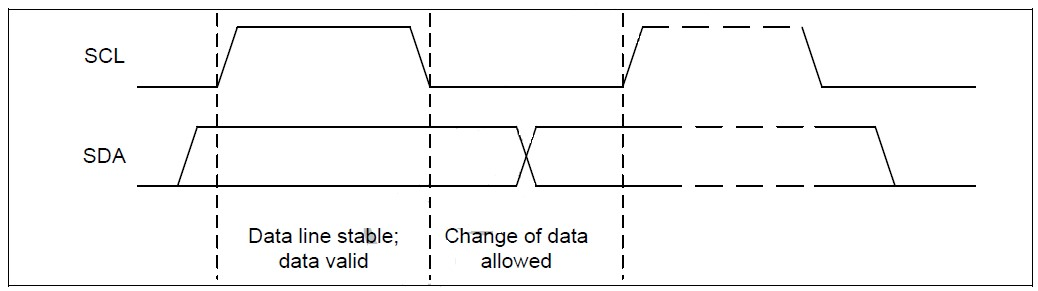 SCL
SDA
Data line stable;
data valid
Change of data
allowed